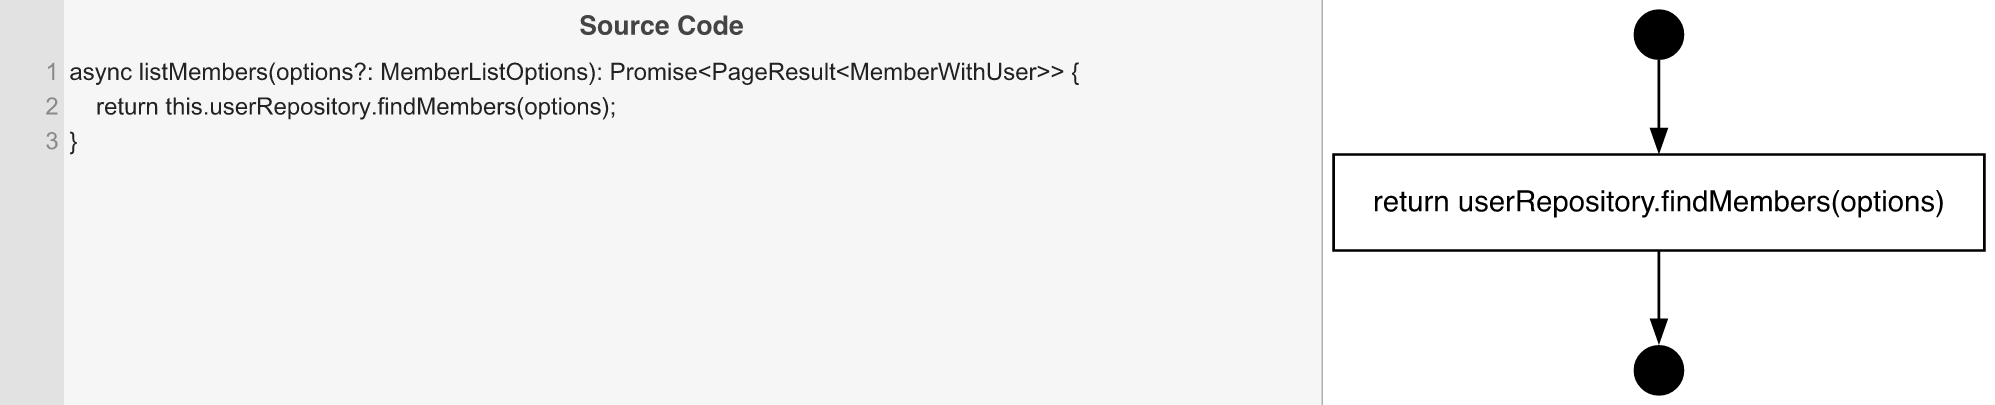 Source Code
1 async listMembers(options?: MemberListOptions): Promise<PageResult<MemberWithUser>> {
2 return this.userRepository.findMembers(options);
3 }
return userRepository.findMembers(options)